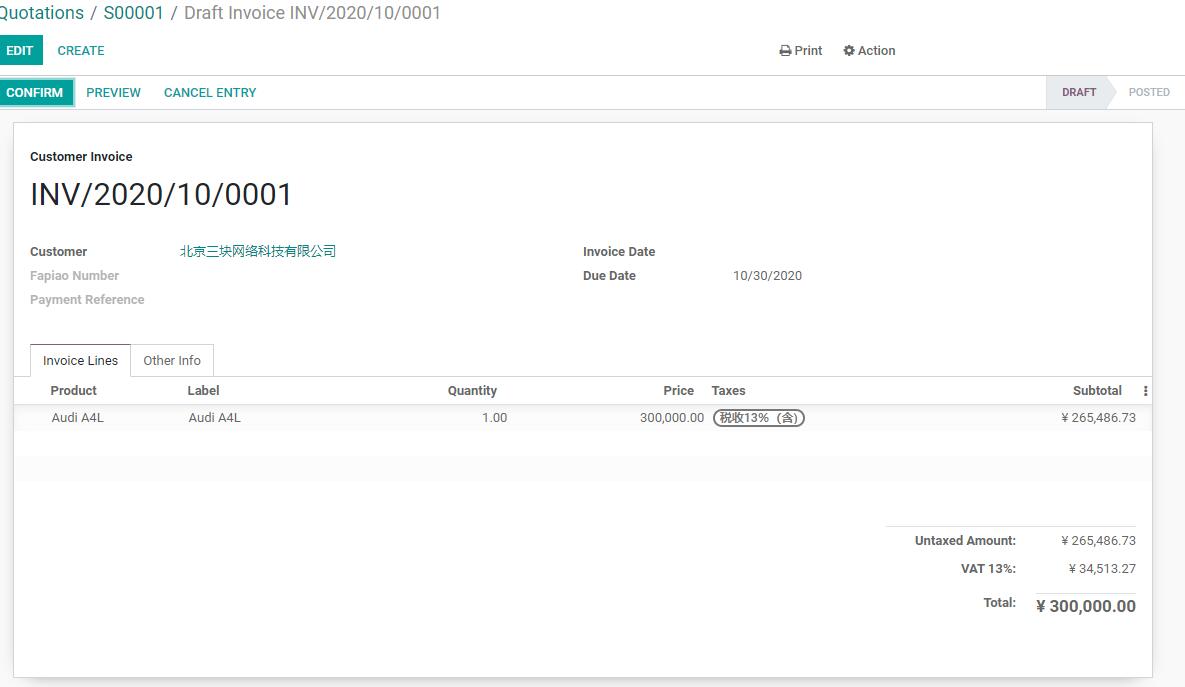 Quotations / S00001 / Draft Invoice INV/2020/10/0001
EDIT CREATE Print Action
CONFIRM PREVIEW CANCEL ENTRY DRAFT POSTED
Customer Invoice
INV/2020/10/0001
Customer 北京三块网络科技有限公司 Invoice Date
Fapiao Number Due Date 10/30/2020
Payment Reference
Invoice Lines Other Info
Product Label Quantity Price Taxes Subtotal
Audi A4L Audi A4L 1.00 300,000.00 税收13%（含） ¥ 265,486.73
Untaxed Amount: ¥ 265,486.73
VAT 13%: ¥ 34,513.27
Total: ¥ 300,000.00